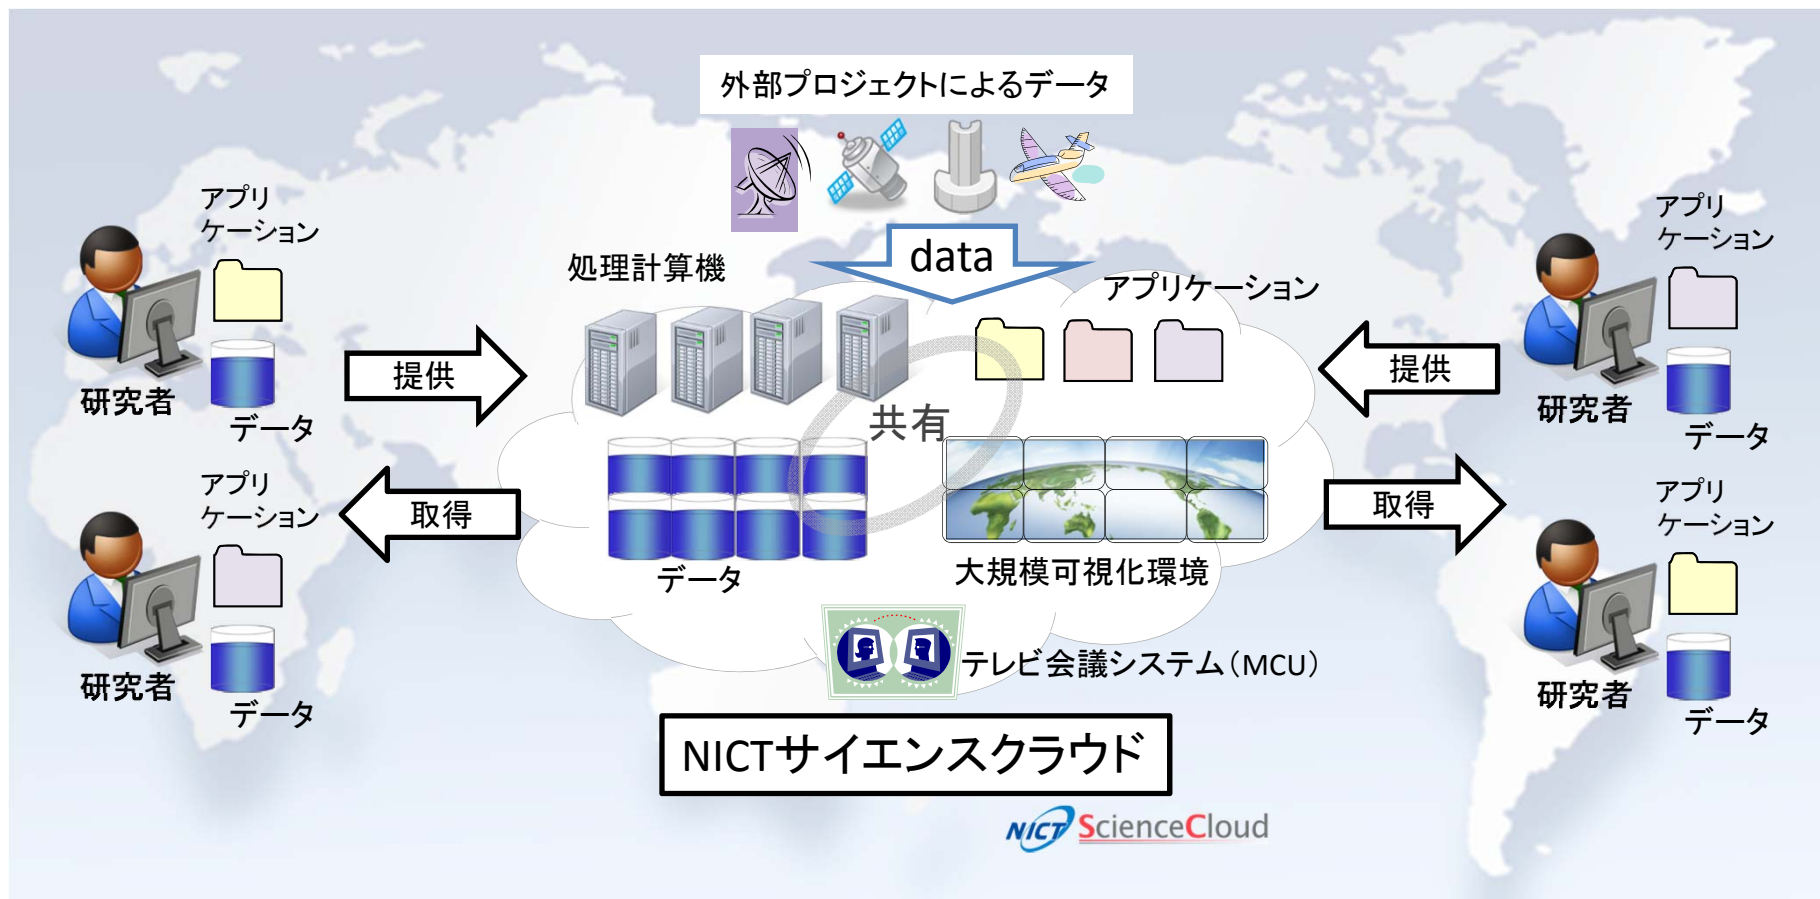 外部プロジェクトによるデータ
data
処理計算機
アプリケーション
共有
データ
大規模可視化環境
テレビ会議システム（MCU）
NICTサイエンスクラウド
NICT ScienceCloud
アプリ
ケーション
研究者
データ
提供
アプリ
ケーション
研究者
データ
取得
アプリ
ケーション
研究者
データ
提供
アプリ
ケーション
研究者
データ
取得